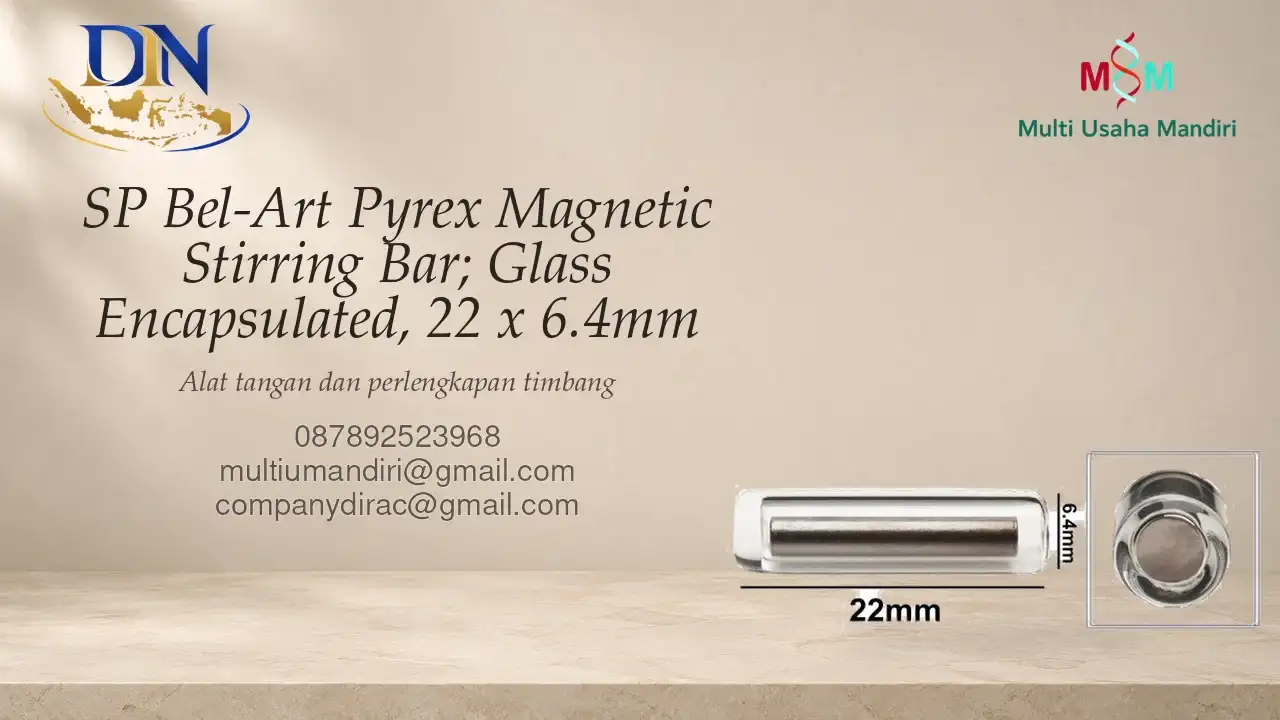 DN
MSM
Multi Usaha Mandiri
SP Bel-Art Pyrex Magnetic
Stirring Bar; Glass
Encapsulated, 22 x 6.4mm
Alat tangan dan perlengkapan timbang
087892523968
multiumandiri@gmail.com
companydirac@gmail.com
6.4mm
22mm